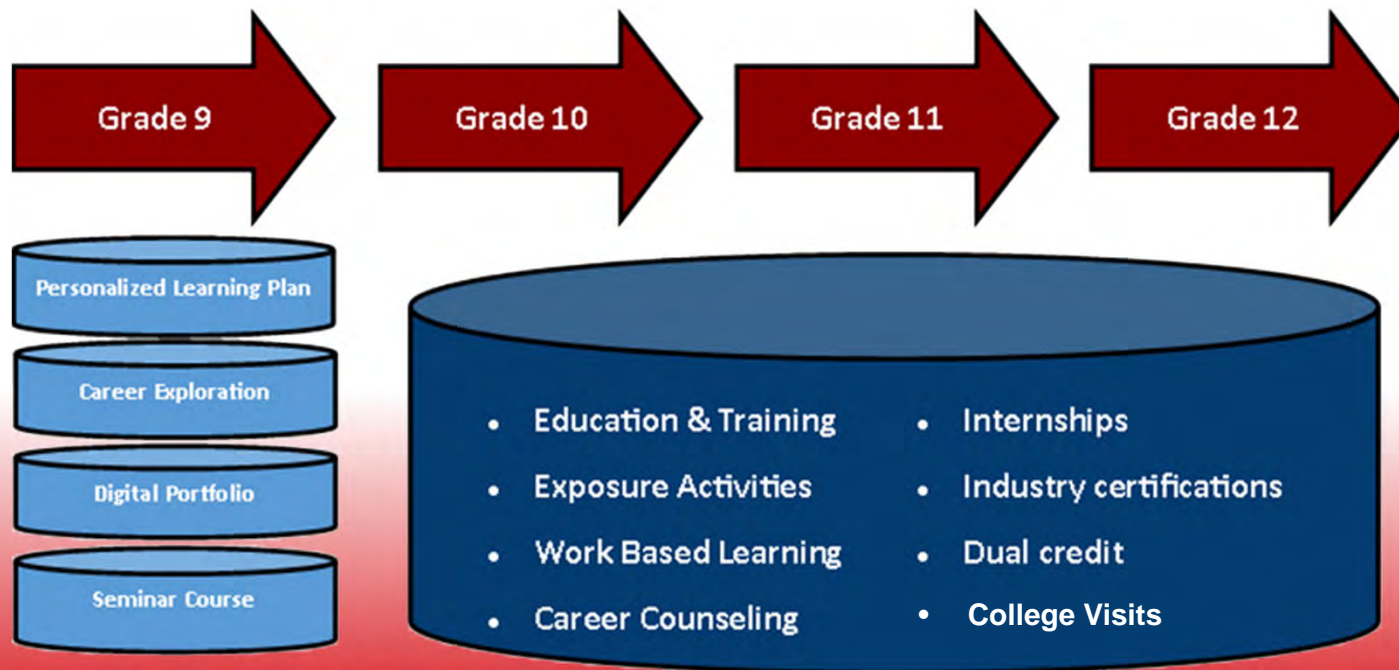 Grade 9
Grade 10
Grade 11
Grade 12
Personalized Learning Plan
Career Exploration
Digital Portfolio
Seminar Course
• Education & Training
• Exposure Activities
• Work Based Learning
• Career Counseling
• Internships
• Industry certifications
• Dual credit
• College Visits